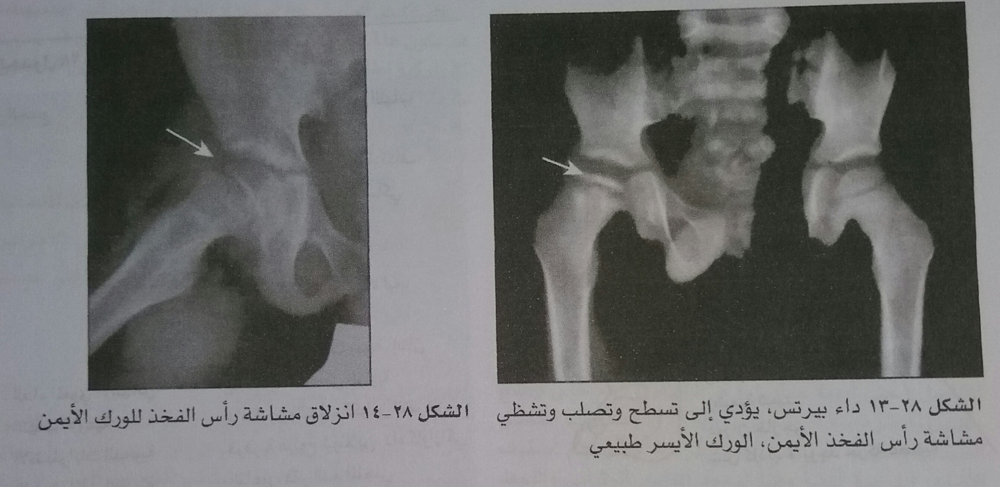 الشكل ٢٨-١٣ داء بيرتس، يؤدي إلى تسطح وتصلب وتشظي
مشاشة رأس الفخذ الأيمن، الورك الأيسر طبيعي
الشكل ٢٨-١٤ انزلاق مشاشة رأس الفخذ للورك الأيمن